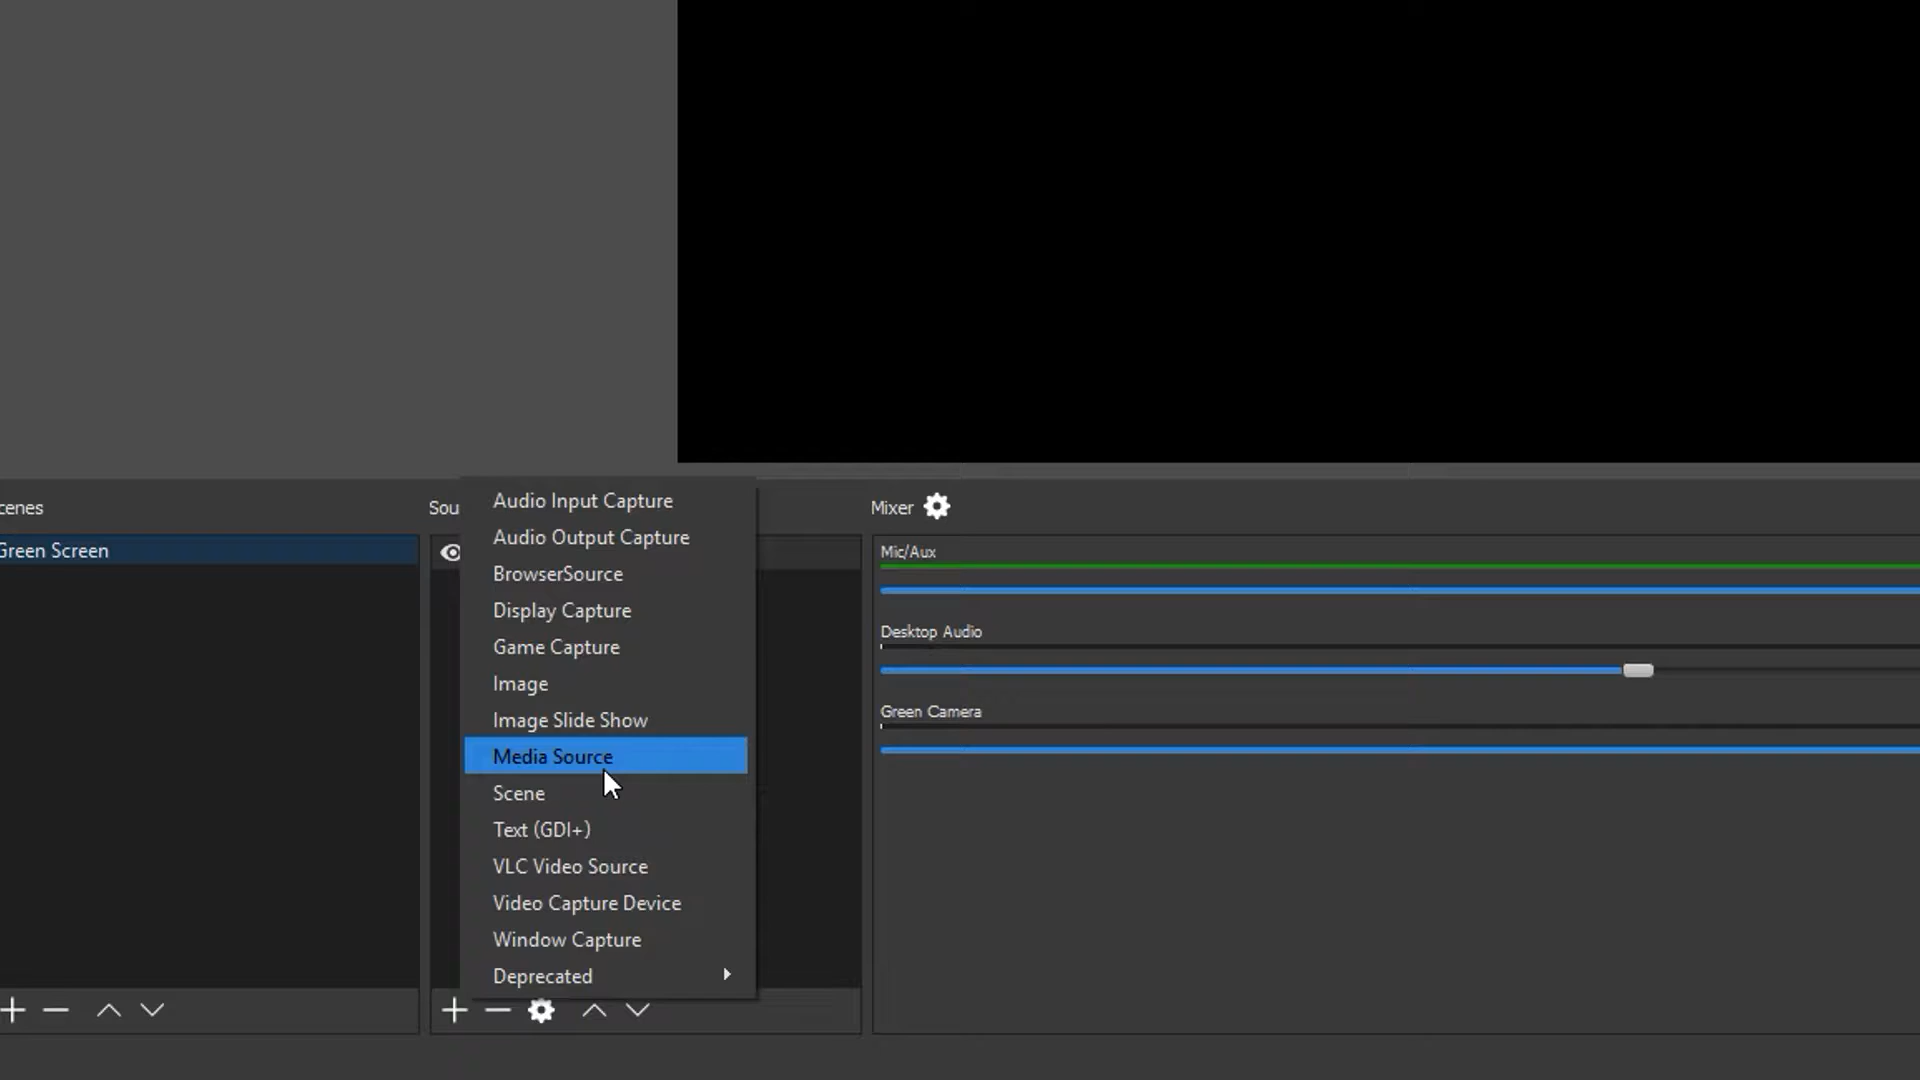 cenes
Green Screen
Sou
Audio Input Capture
Audio Output Capture
BrowserSource
Display Capture
Game Capture
Image
Image Slide Show
Media Source
Scene
Text (GDI+)
VLC Video Source
Video Capture Device
Window Capture
Deprecated
Mixer
Mic/Aux
Desktop Audio
Green Camera